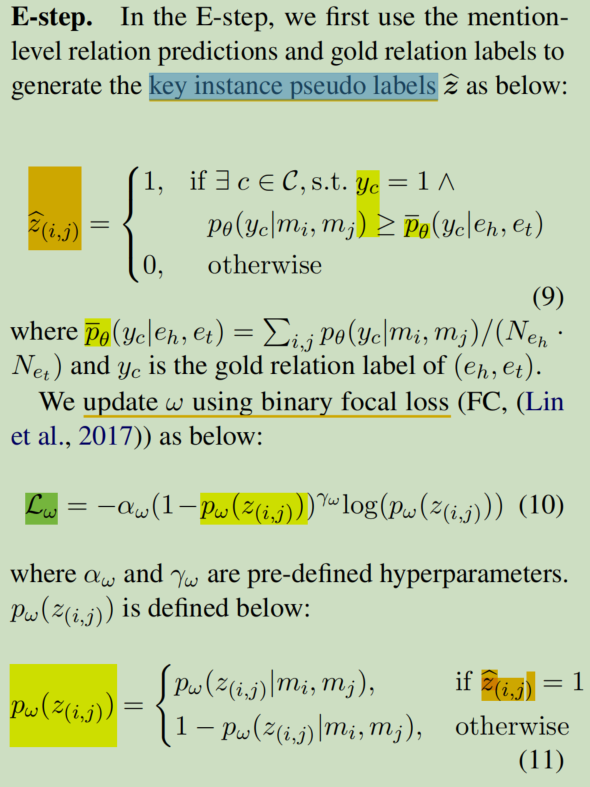 E-step. In the E-step, we first use the mention-
level relation predictions and gold relation labels to
generate the key instance pseudo labels ẑ as below:
ẑ(i,j) = { 1, if ∃ c ∈ C, s.t. y_c = 1 ∧
p_θ(y_c|m_i, m_j) ≥ p̄_θ(y_c|e_h, e_t)
0, otherwise
(9)
where p̄_θ(y_c|e_h, e_t) = ∑_{i,j} p_θ(y_c|m_i, m_j)/(N_{e_h} ·
N_{e_t}) and y_c is the gold relation label of (e_h, e_t).
We update ω using binary focal loss (FC, (Lin
et al., 2017)) as below:
L_ω = −α_ω(1−p_ω(z_(i,j)))^{γ_ω} log(p_ω(z_(i,j))) (10)
where α_ω and γ_ω are pre-defined hyperparameters.
p_ω(z_(i,j)) is defined below:
p_ω(z_(i,j)) = { p_ω(z_(i,j)|m_i, m_j), if ẑ_(i,j) = 1
1 − p_ω(z_(i,j)|m_i, m_j), otherwise
(11)